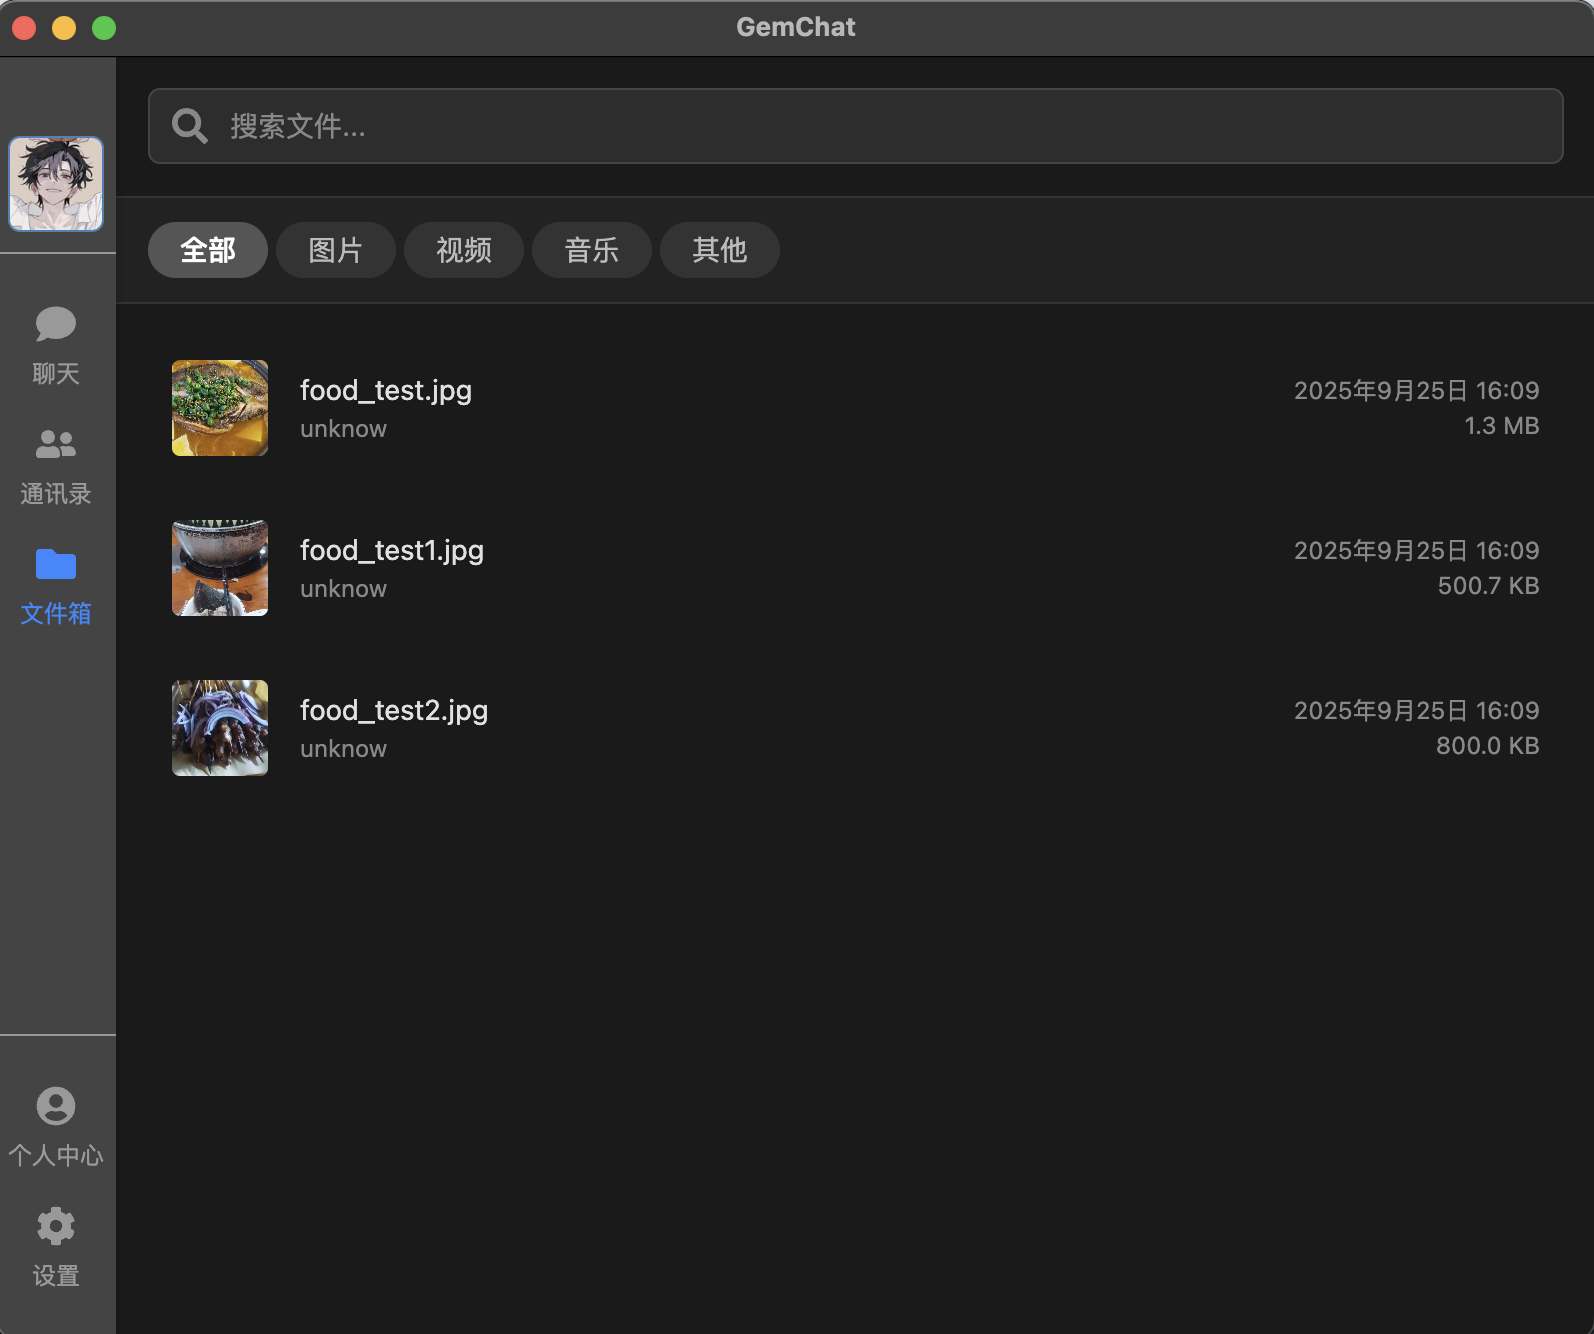 GemChat
搜索文件...
全部 图片 视频 音乐 其他
聊天
通讯录
文件箱
food_test.jpg
unknow
2025年9月25日 16:09
1.3 MB
food_test1.jpg
unknow
2025年9月25日 16:09
500.7 KB
food_test2.jpg
unknow
2025年9月25日 16:09
800.0 KB
个人中心
设置